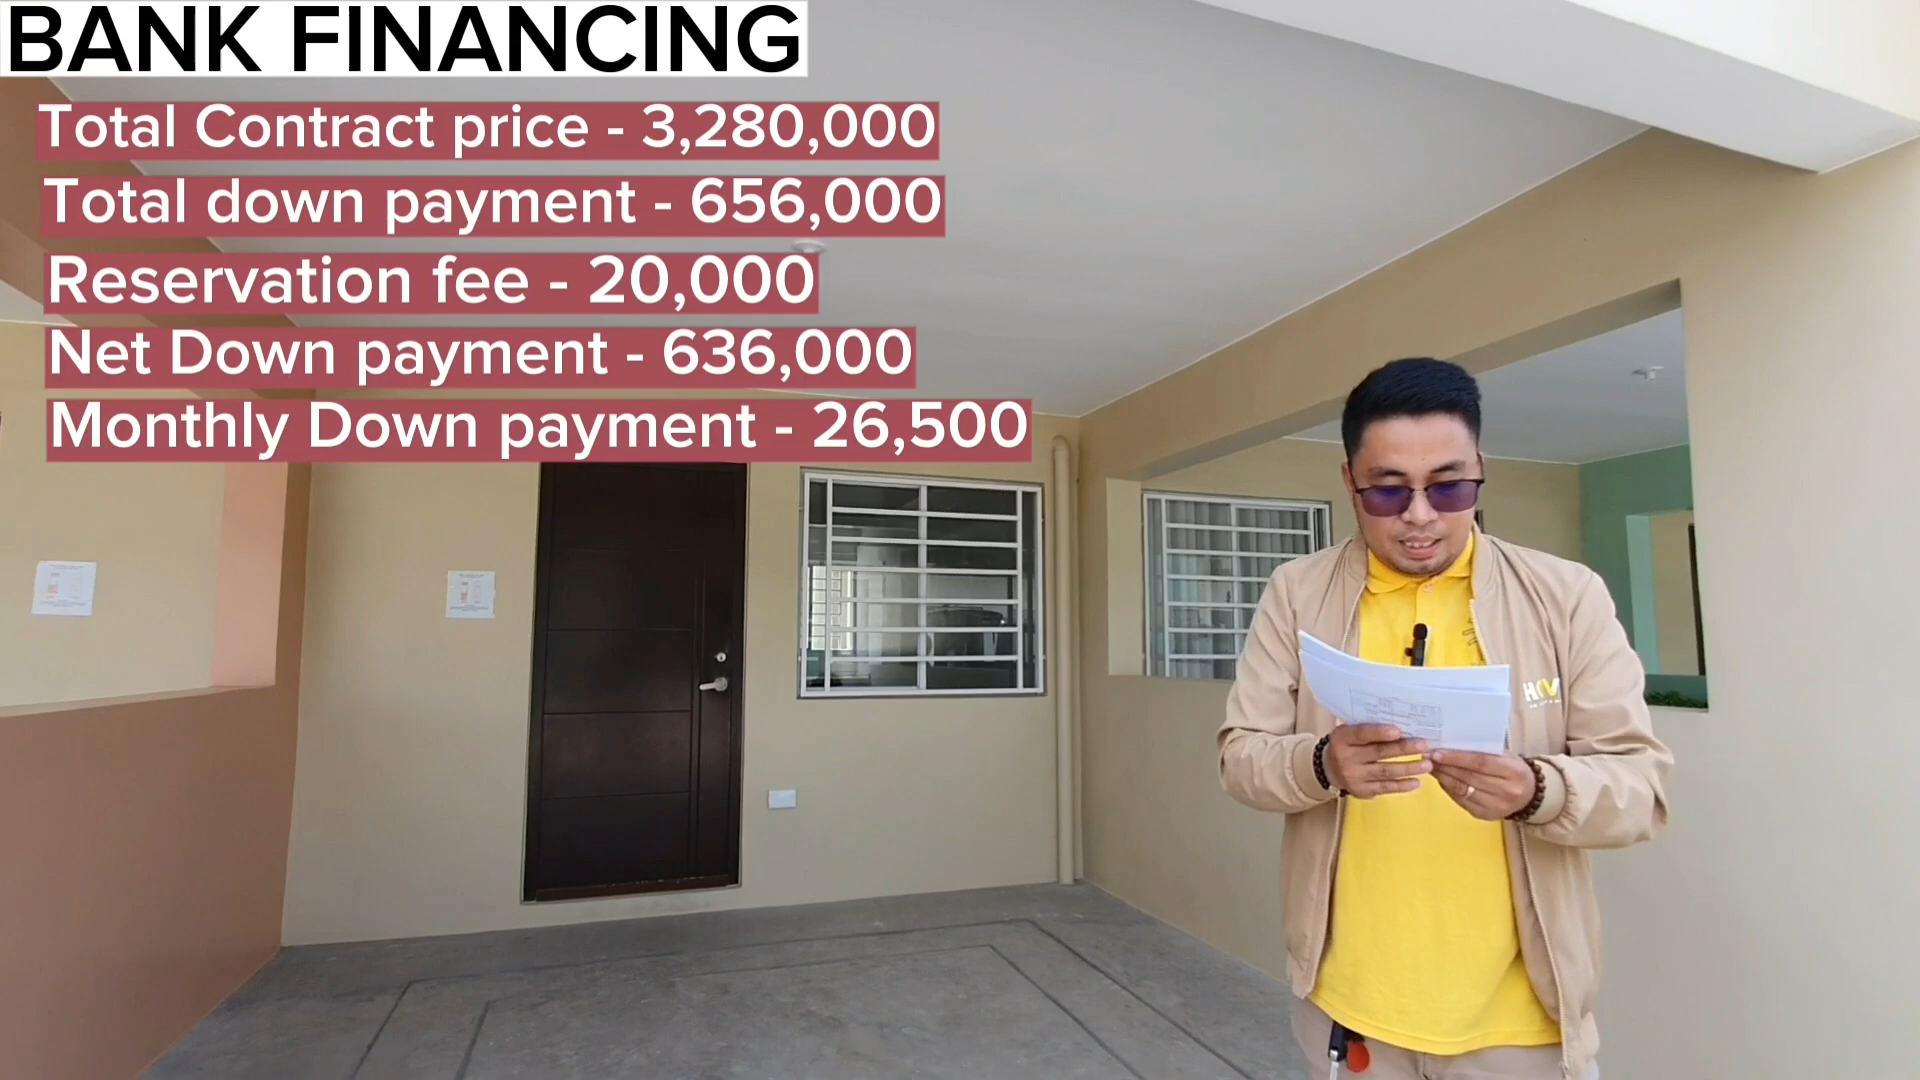 BANK FINANCING
Total Contract price - 3,280,000
Total down payment - 656,000
Reservation fee - 20,000
Net Down payment - 636,000
Monthly Down payment - 26,500